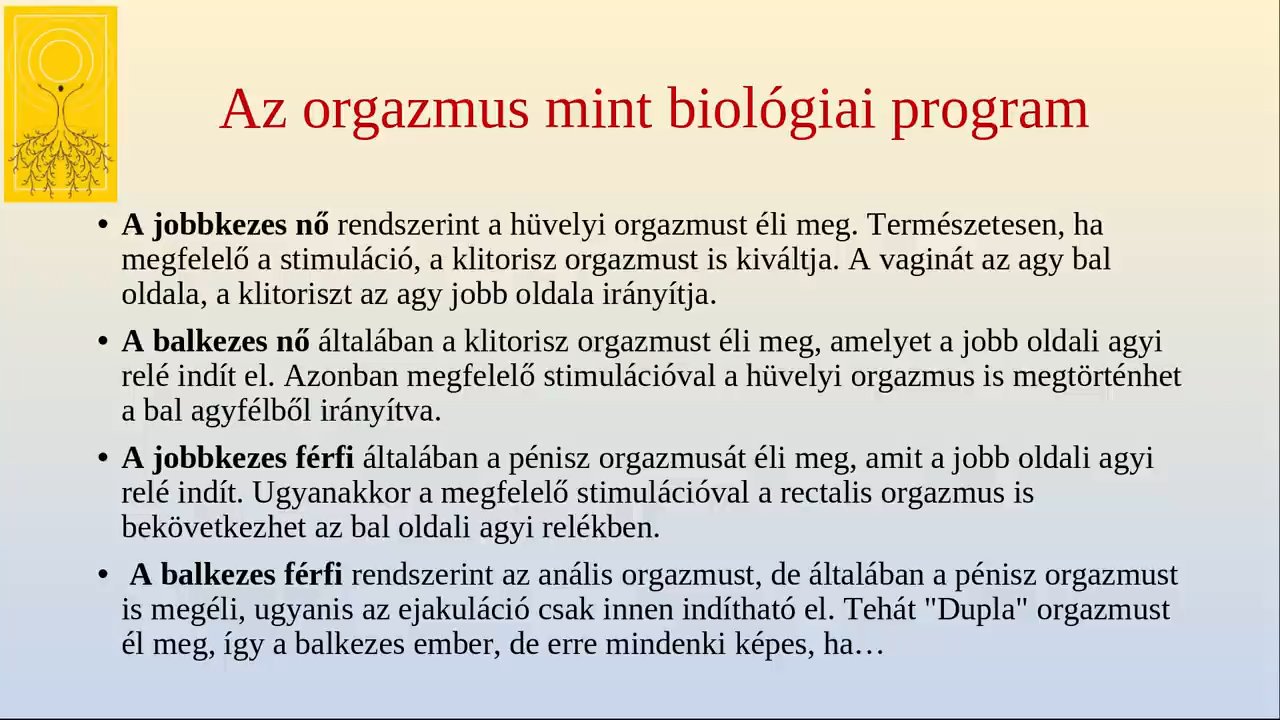 Az orgazmus mint biológiai program
• A jobbkezes nő rendszerint a hüvelyi orgazmust éli meg. Természetesen, ha
megfelelő a stimuláció, a klitorisz orgazmust is kiváltja. A vaginát az agy bal
oldala, a klitoriszt az agy jobb oldala irányítja.
• A balkezes nő általában a klitorisz orgazmust éli meg, amelyet a jobb oldali agyi
relé indít el. Azonban megfelelő stimulációval a hüvelyi orgazmus is megtörténhet
a bal agyfélből irányítva.
• A jobbkezes férfi általában a pénisz orgazmusát éli meg, amit a jobb oldali agyi
relé indít. Ugyanakkor a megfelelő stimulációval a rectalis orgazmus is
bekövetkezhet az bal oldali agyi relékben.
• A balkezes férfi rendszerint az anális orgazmust, de általában a pénisz orgazmust
is megéli, ugyanis az ejakuláció csak innen indítható el. Tehát "Dupla" orgazmust
él meg, így a balkezes ember, de erre mindenki képes, ha…